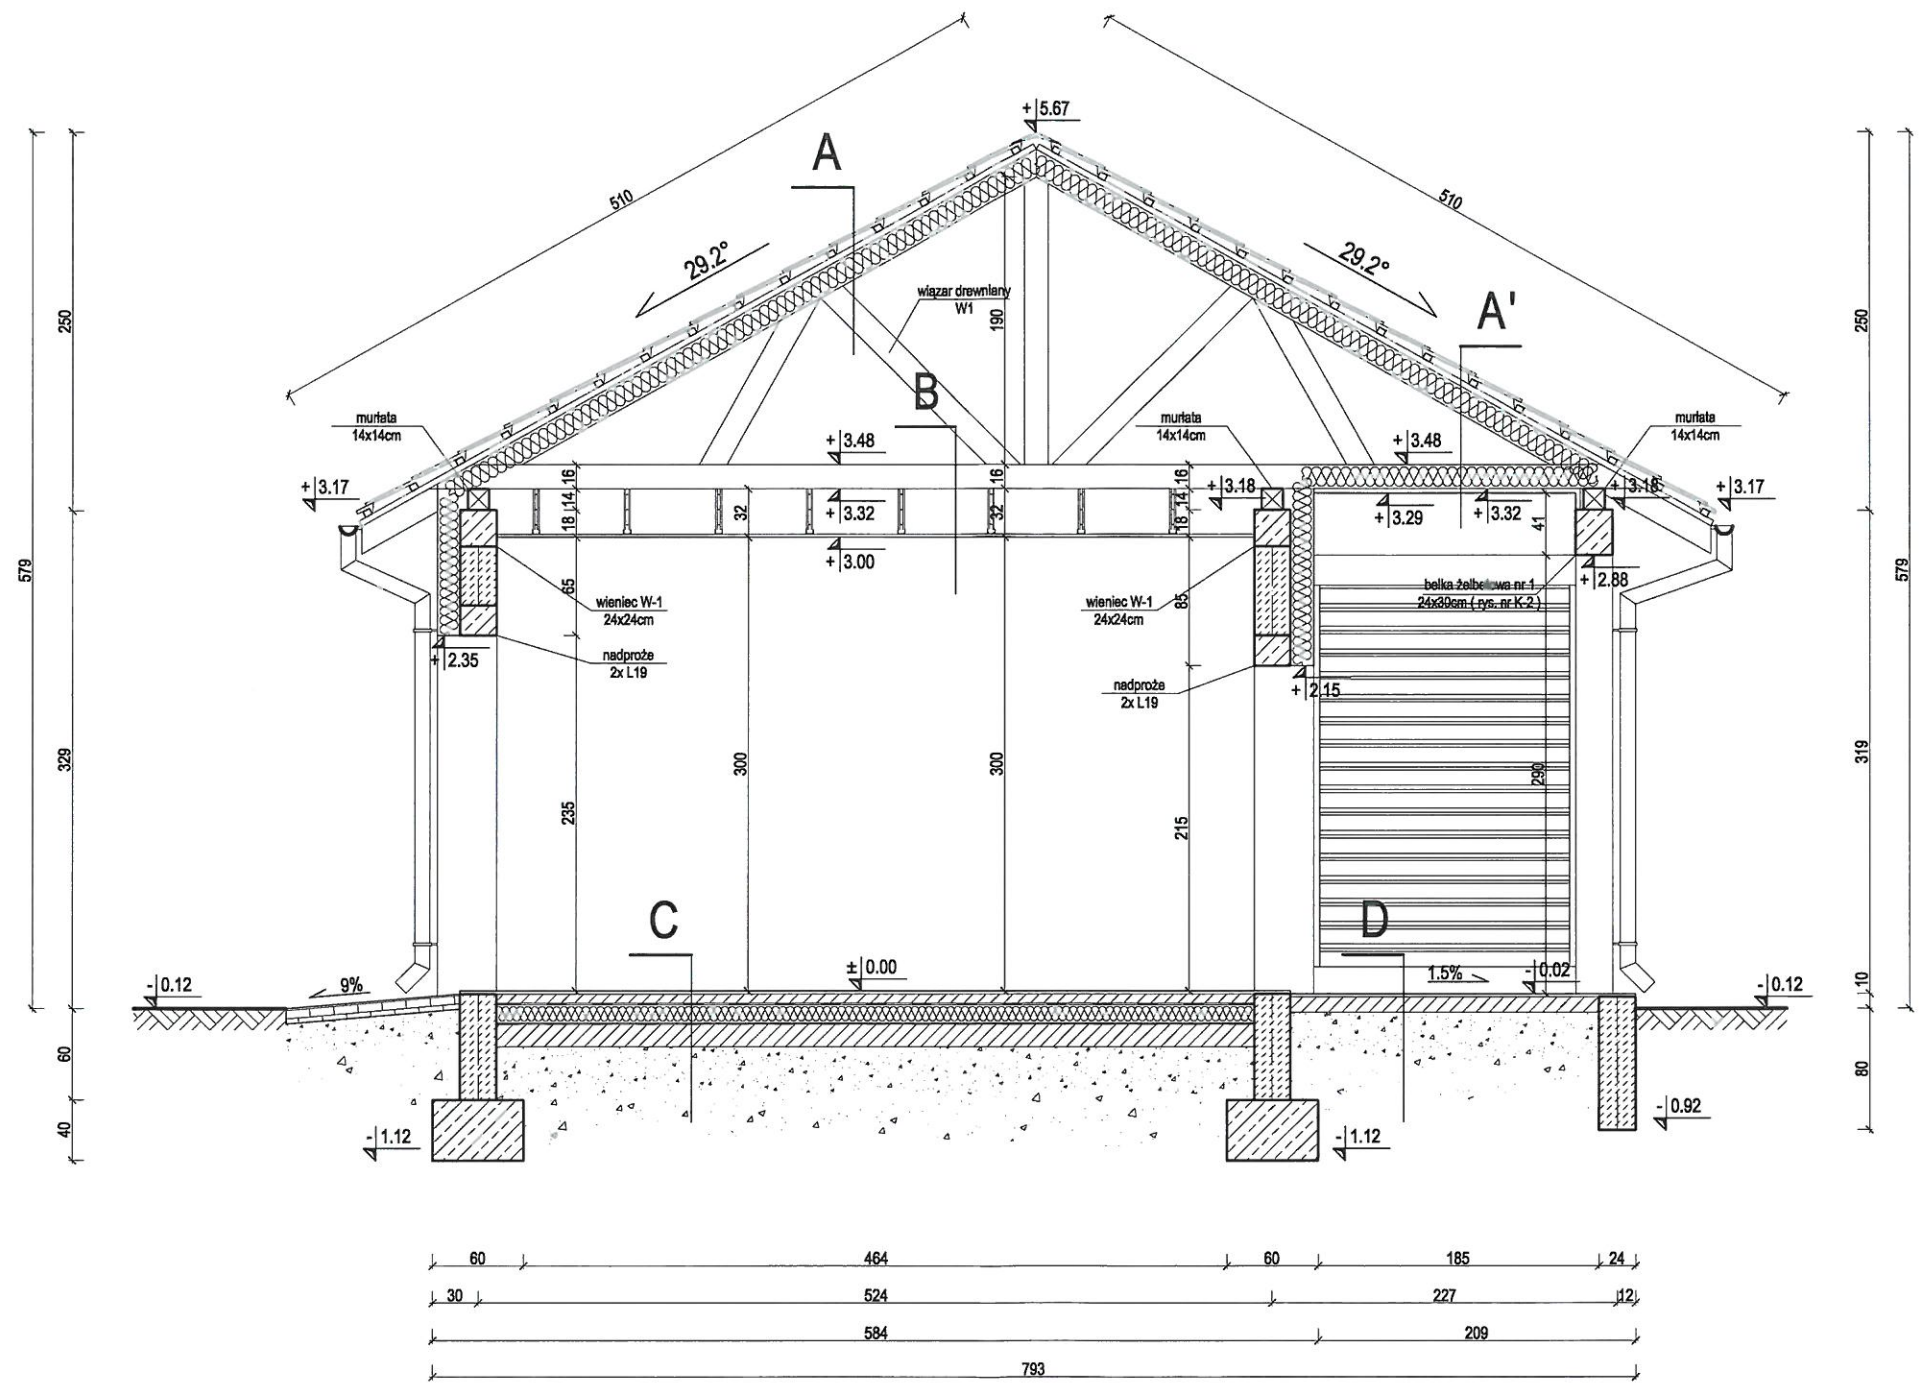 + 5.67
A
510
510
29.2°
29.2°
wiązar drewniany
W1
190
A'
250
250
B
murłata
14x14cm
murłata
14x14cm
murłata
14x14cm
+ 3.48
+ 3.48
16
16
16
+ 3.17
+ 3.18
+ 3.18
+ 3.17
14
14
+ 3.32
+ 3.29
+ 3.32
32
32
18
18
41
+ 3.00
579
579
+ 2.88
65
85
belka żelbetowa nr 1
24x30cm ( rys. nr K-2 )
wieniec W-1
24x24cm
wieniec W-1
24x24cm
+ 2.35
nadproże
2x L19
+ 2.15
nadproże
2x L19
329
300
300
290
319
235
215
C
D
± 0.00
1.5%
- 0.02
- 0.12
9%
- 0.12
10
60
80
- 0.92
40
- 1.12
- 1.12
60
464
60
185
24
30
524
227
12
584
209
793